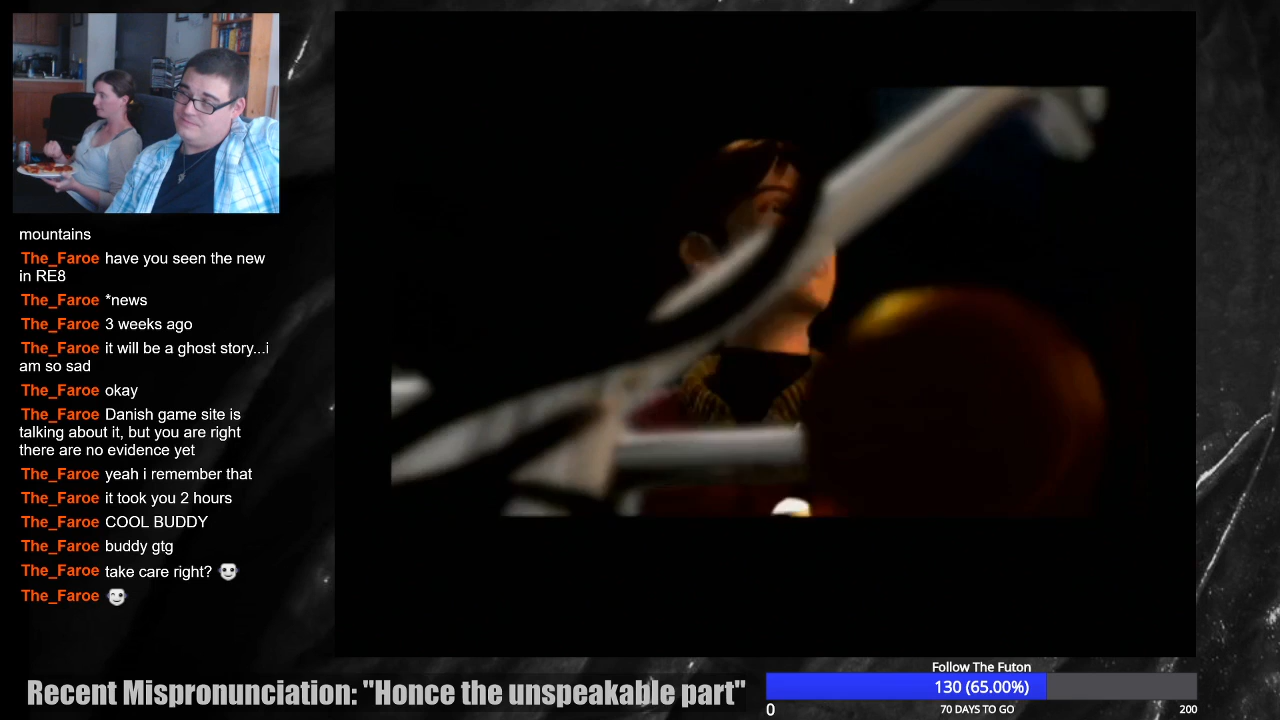 mountains
The_Faroe have you seen the new
in RE8
The_Faroe *news
The_Faroe 3 weeks ago
The_Faroe it will be a ghost story...i
am so sad
The_Faroe okay
The_Faroe Danish game site is
talking about it, but you are right
there are no evidence yet
The_Faroe yeah i remember that
The_Faroe it took you 2 hours
The_Faroe COOL BUDDY
The_Faroe buddy gtg
The_Faroe take care right?
The_Faroe
Recent Mispronunciation: "Honce the unspeakable part"
Follow The Futon
130 (65.00%)
0
70 DAYS TO GO
200